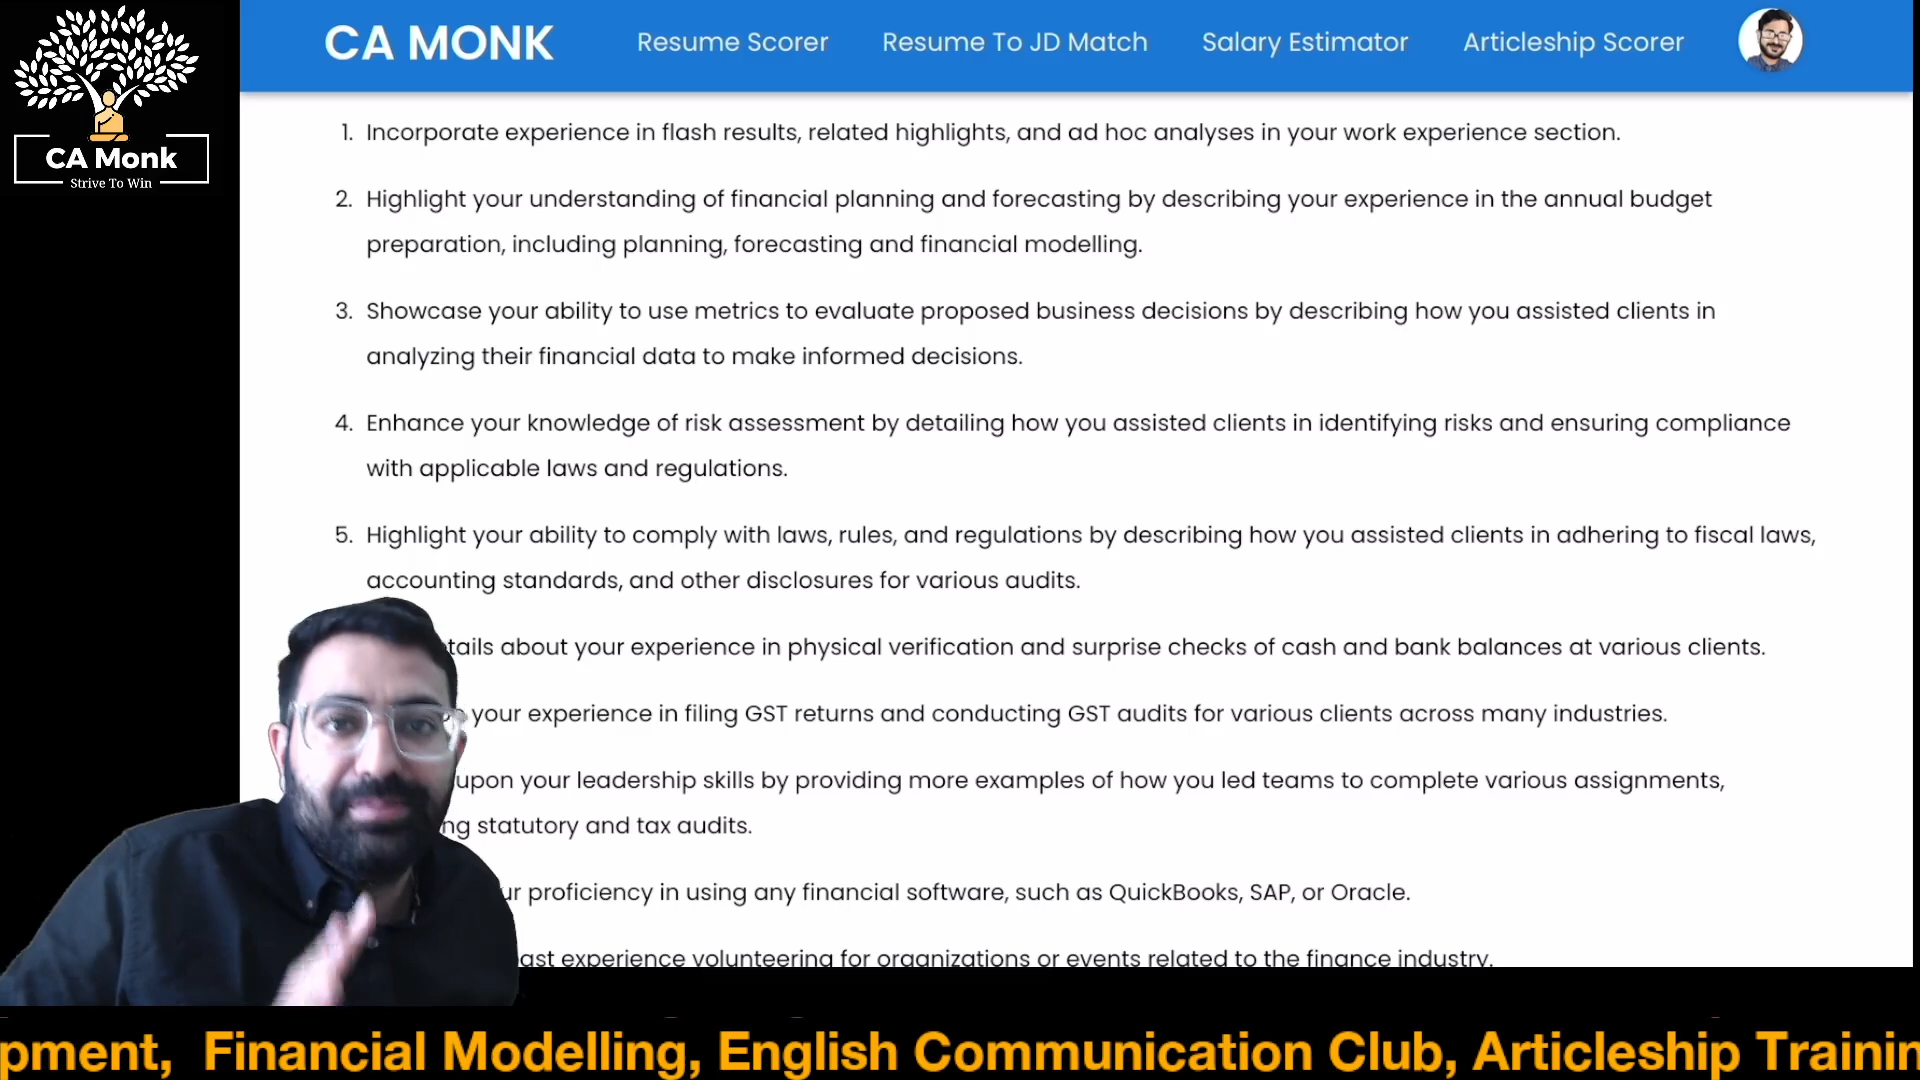 CA Monk
Strive To Win
CA MONK
Resume Scorer
Resume To JD Match
Salary Estimator
Articleship Scorer
1. Incorporate experience in flash results, related highlights, and ad hoc analyses in your work experience section.
2. Highlight your understanding of financial planning and forecasting by describing your experience in the annual budget
preparation, including planning, forecasting and financial modelling.
3. Showcase your ability to use metrics to evaluate proposed business decisions by describing how you assisted clients in
analyzing their financial data to make informed decisions.
4. Enhance your knowledge of risk assessment by detailing how you assisted clients in identifying risks and ensuring compliance
with applicable laws and regulations.
5. Highlight your ability to comply with laws, rules, and regulations by describing how you assisted clients in adhering to fiscal laws,
accounting standards, and other disclosures for various audits.
tails about your experience in physical verification and surprise checks of cash and bank balances at various clients.
your experience in filing GST returns and conducting GST audits for various clients across many industries.
upon your leadership skills by providing more examples of how you led teams to complete various assignments,
ng statutory and tax audits.
ur proficiency in using any financial software, such as QuickBooks, SAP, or Oracle.
ast experience volunteering for organizations or events related to the finance industry.
pment, Financial Modelling, English Communication Club, Articleship Trainin